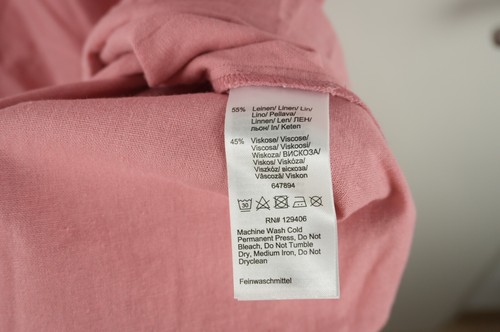 55% Leinen/ Linen/ Lin/
Lino/ Pellava/
Linnen/ Len/ ЛЕН/
льон/ In/ Keten
45% Viskose/ Viscose/
Viscosa/ Viskoosi/
Wiskoza/ ВИСКОЗА/
Viskos/ Viskóza/
Viszkóz/ віскоза/
Vâscoză/ Viskon
647894
30
RN# 129406
Machine Wash Cold
Permanent Press, Do Not
Bleach, Do Not Tumble
Dry, Medium Iron, Do Not
Dryclean
Feinwaschmittel